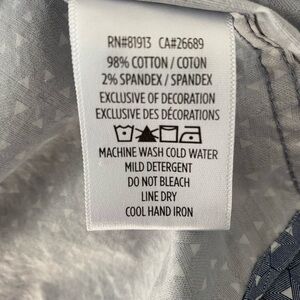 RN#81913 CA#26689
98% COTTON / COTON
2% SPANDEX / SPANDEX
EXCLUSIVE OF DECORATION
EXCLUSIVE DES DÉCORATIONS
MACHINE WASH COLD WATER
MILD DETERGENT
DO NOT BLEACH
LINE DRY
COOL HAND IRON